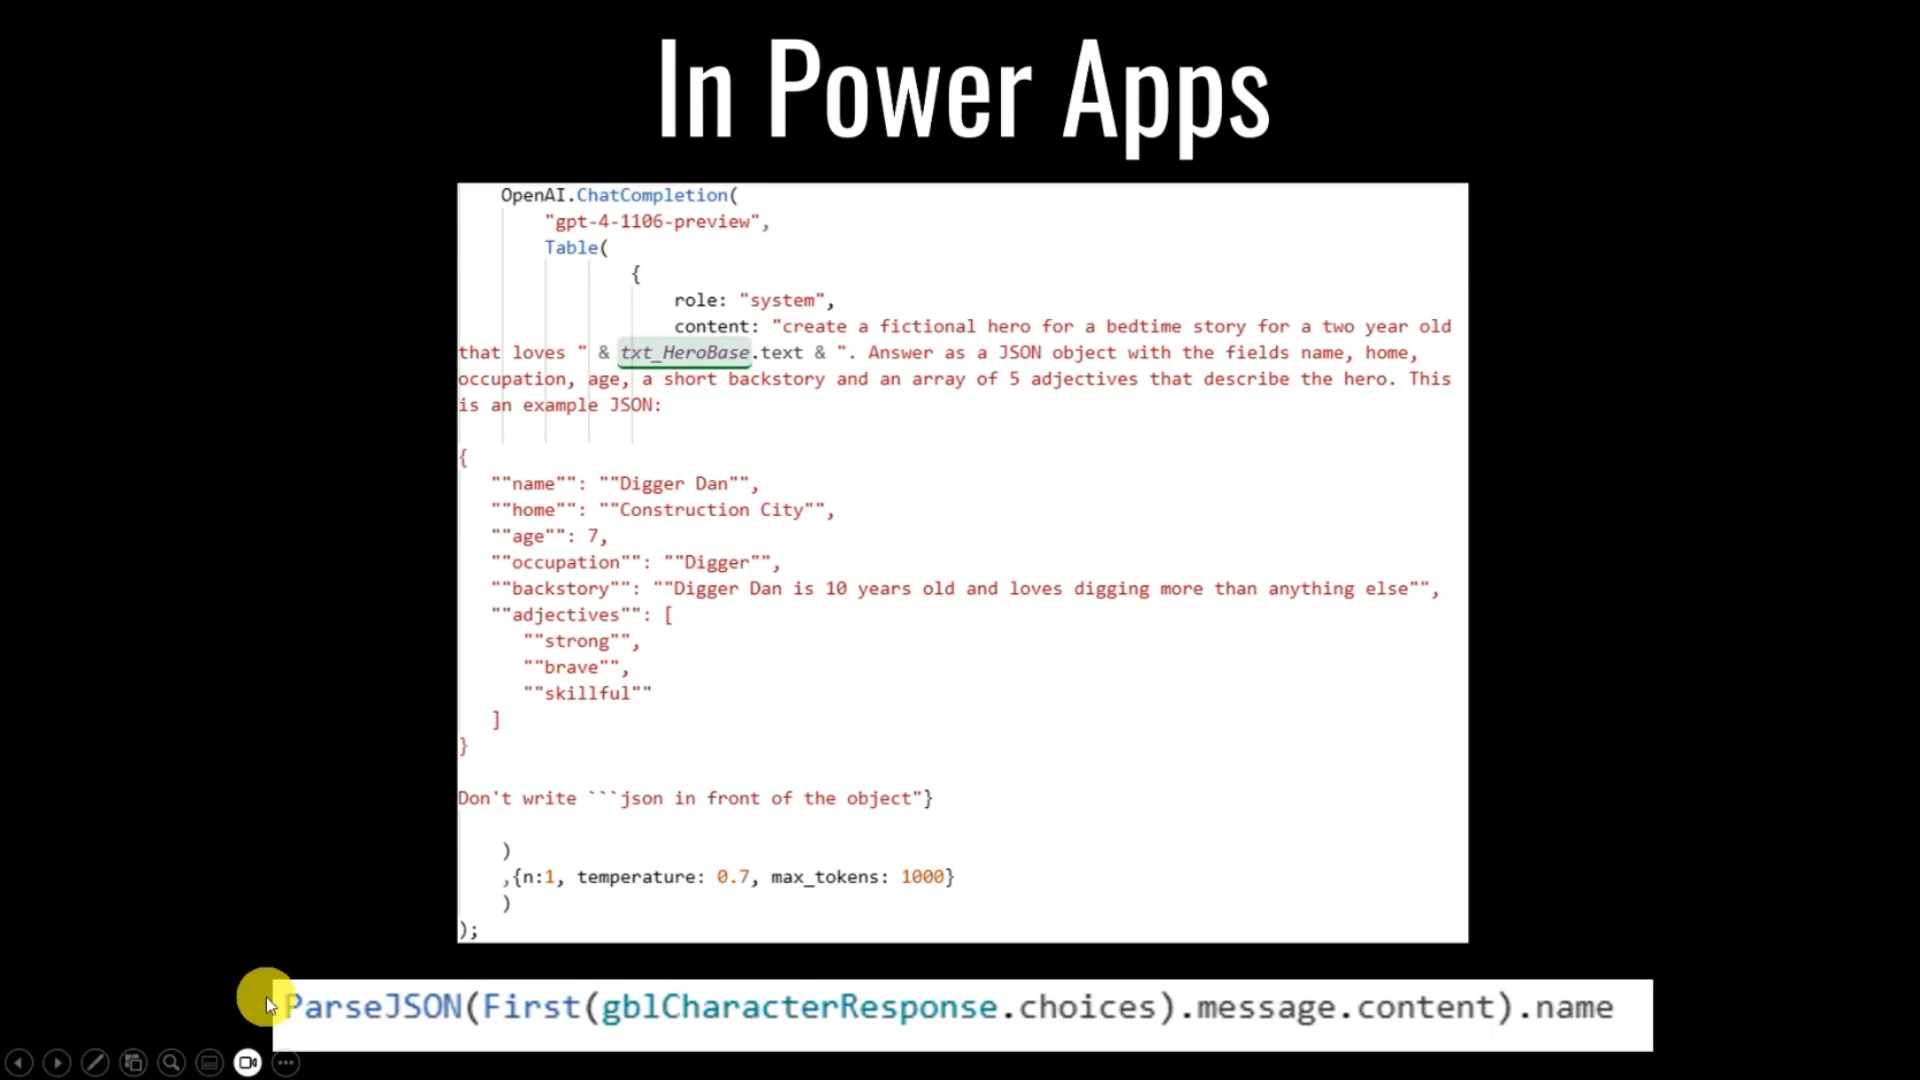 In Power Apps
OpenAI.ChatCompletion(
"gpt-4-1106-preview",
Table(
{
role: "system",
content: "create a fictional hero for a bedtime story for a two year old
that loves " & txt_HeroBase.text & ". Answer as a JSON object with the fields name, home,
occupation, age, a short backstory and an array of 5 adjectives that describe the hero. This
is an example JSON:
{
""name"": ""Digger Dan"",
""home"": ""Construction City"",
""age"": 7,
""occupation"": ""Digger"",
""backstory"": ""Digger Dan is 10 years old and loves digging more than anything else"",
""adjectives"": [
""strong"",
""brave"",
""skillful""
]
}
Don't write ```json in front of the object"}
)
,{n:1, temperature: 0.7, max_tokens: 1000}
)
);
ParseJSON(First(gblCharacterResponse.choices).message.content).name